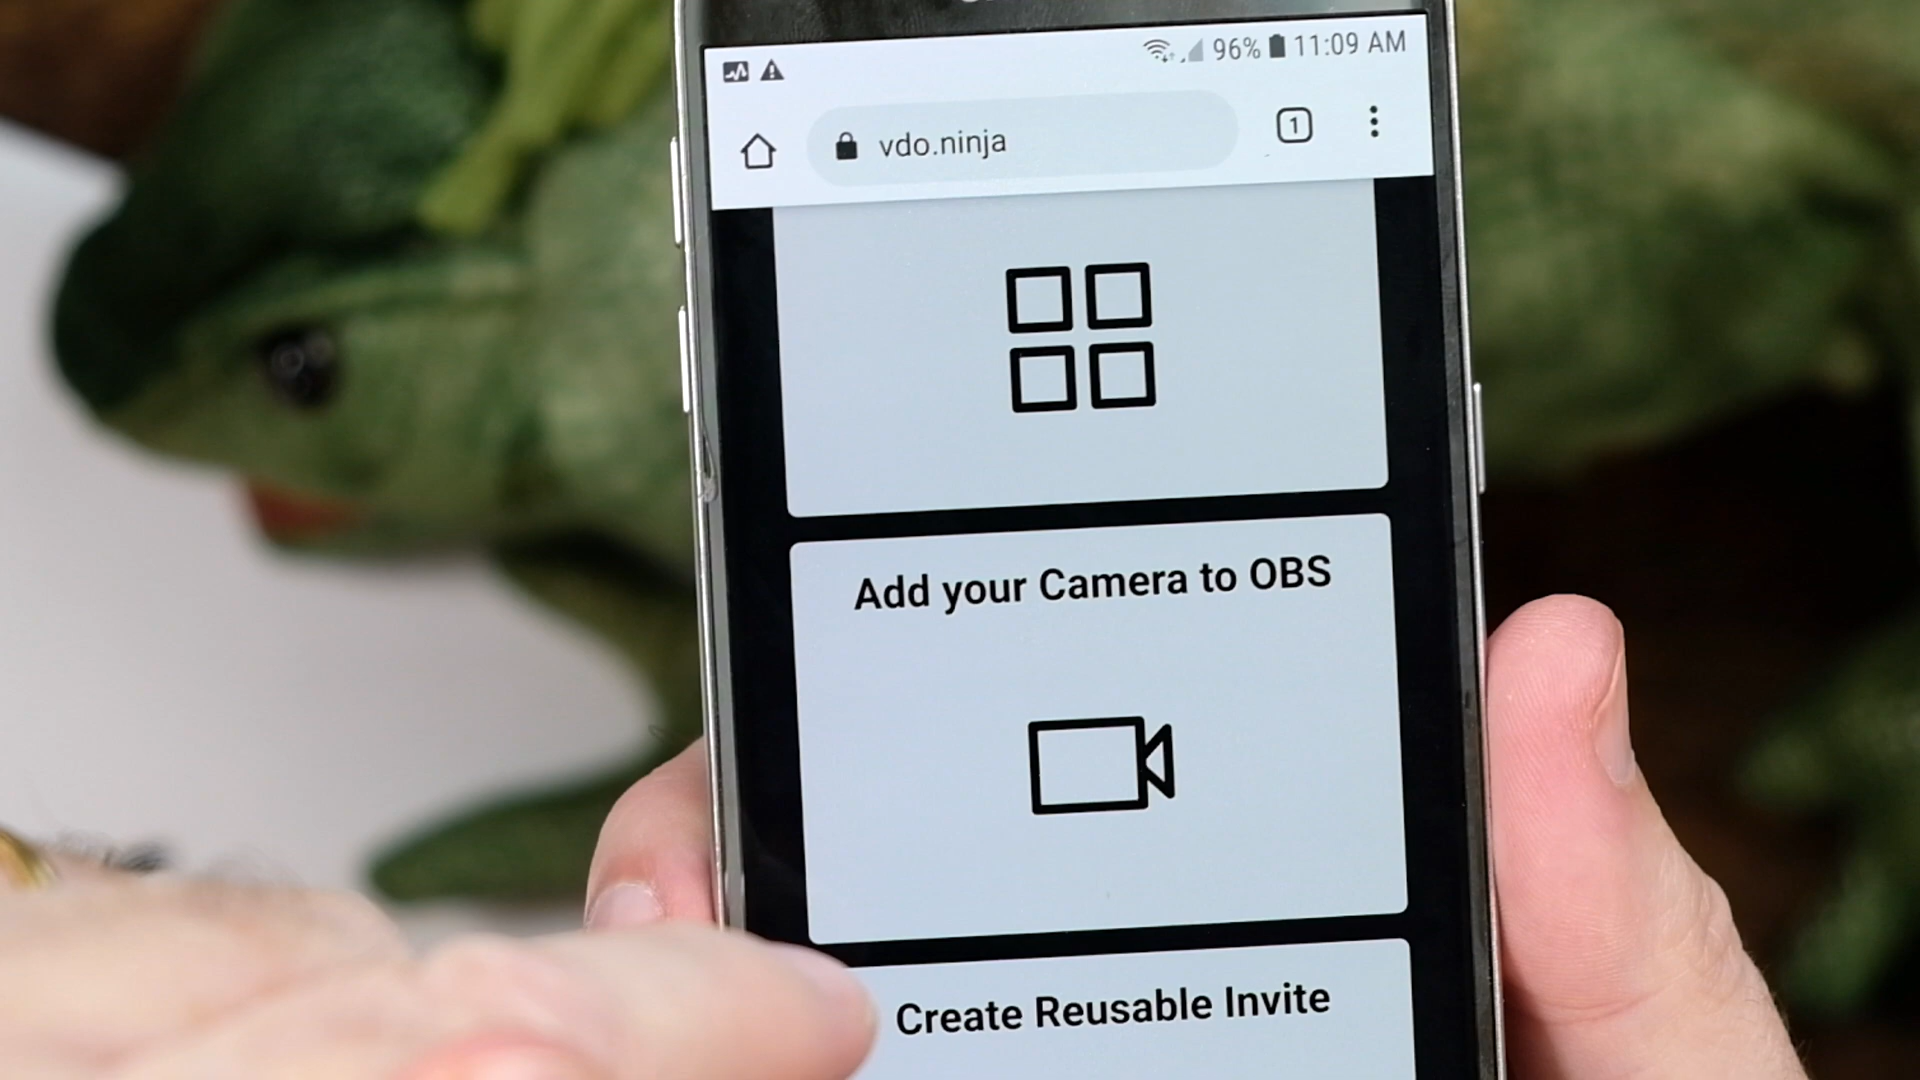 96% 11:09 AM
vdo.ninja
1
Add your Camera to OBS
Create Reusable Invite